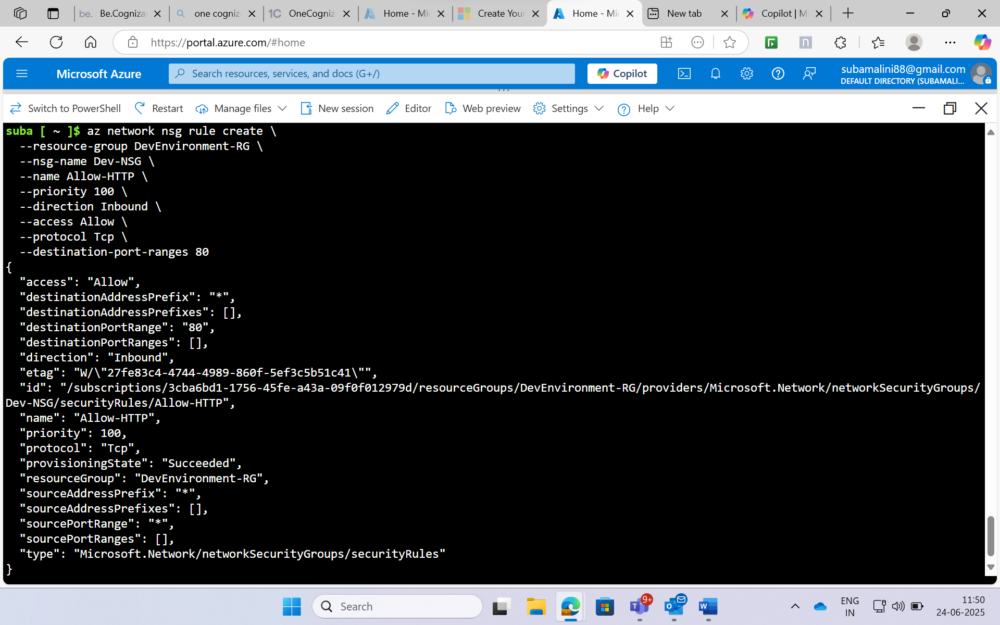 be. Be.Cogniza
one cogniz
1C OneCogniz
Home - Mi
Create Your
Home - Mi
New tab
Copilot | M
https://portal.azure.com/#home
n
Microsoft Azure
Search resources, services, and docs (G+/)
Copilot
subamalini88@gmail.com
DEFAULT DIRECTORY (SUBAMALI...
Switch to PowerShell
Restart
Manage files
New session
Editor
Web preview
Settings
Help
suba [ ~ ]$ az network nsg rule create \
--resource-group DevEnvironment-RG \
--nsg-name Dev-NSG \
--name Allow-HTTP \
--priority 100 \
--direction Inbound \
--access Allow \
--protocol Tcp \
--destination-port-ranges 80
{
"access": "Allow",
"destinationAddressPrefix": "*",
"destinationAddressPrefixes": [],
"destinationPortRange": "80",
"destinationPortRanges": [],
"direction": "Inbound",
"etag": "W/\"27fe83c4-4744-4989-860f-5ef3c5b51c41\"",
"id": "/subscriptions/3cba6bd1-1756-45fe-a43a-09f0f012979d/resourceGroups/DevEnvironment-RG/providers/Microsoft.Network/networkSecurityGroups/
Dev-NSG/securityRules/Allow-HTTP",
"name": "Allow-HTTP",
"priority": 100,
"protocol": "Tcp",
"provisioningState": "Succeeded",
"resourceGroup": "DevEnvironment-RG",
"sourceAddressPrefix": "*",
"sourceAddressPrefixes": [],
"sourcePortRange": "*",
"sourcePortRanges": [],
"type": "Microsoft.Network/networkSecurityGroups/securityRules"
}
Search
9+
ENG
IN
11:50
24-06-2025